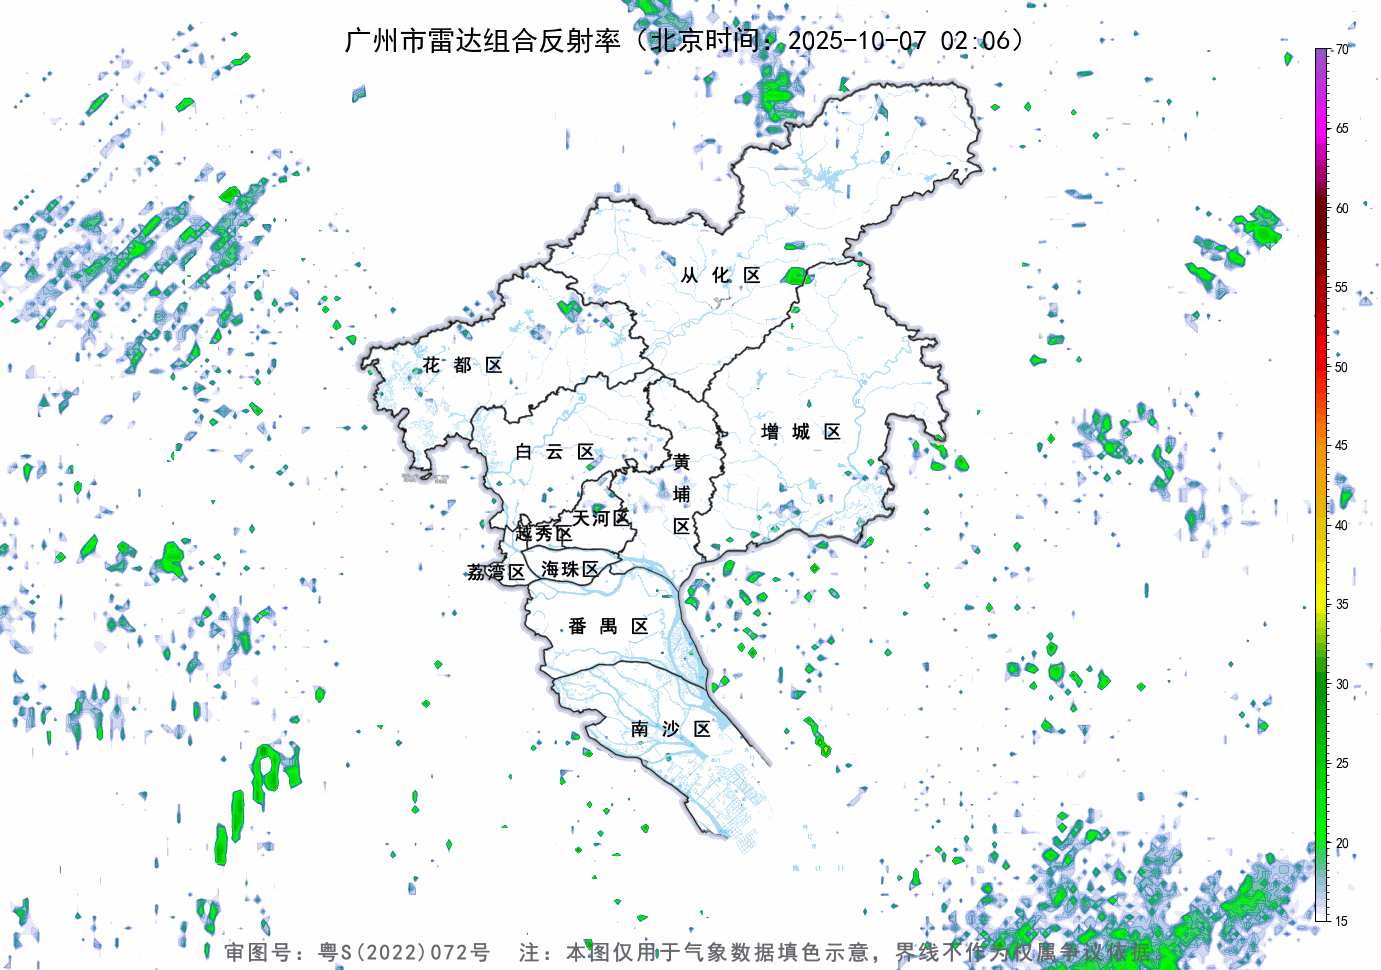 广州市雷达组合反射率（北京时间：2025-10-07 02:06）
70
65
60
55
50
45
40
35
30
25
20
15
从化区
花都区
增城区
白云区
黄埔区
天河区
越秀区
荔湾区
海珠区
番禺区
南沙区
审图号：粤S(2022)072号 注：本图仅用于气象数据填色示意，界线不作为权属争议依据。